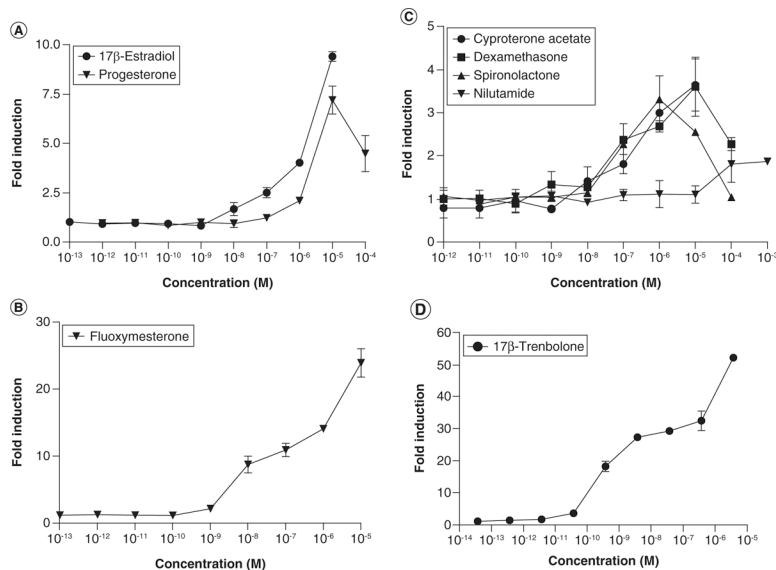 A
17β-Estradiol
Progesterone
10.0
7.5
5.0
2.5
0.0
Fold induction
10⁻¹³ 10⁻¹² 10⁻¹¹ 10⁻¹⁰ 10⁻⁹ 10⁻⁸ 10⁻⁷ 10⁻⁶ 10⁻⁵ 10⁻⁴
Concentration (M)
C
Cyproterone acetate
Dexamethasone
Spironolactone
Nilutamide
5
4
3
2
1
0
Fold induction
10⁻¹² 10⁻¹¹ 10⁻¹⁰ 10⁻⁹ 10⁻⁸ 10⁻⁷ 10⁻⁶ 10⁻⁵ 10⁻⁴ 10⁻³
Concentration (M)
B
Fluoxymesterone
30
20
10
0
Fold induction
10⁻¹³ 10⁻¹² 10⁻¹¹ 10⁻¹⁰ 10⁻⁹ 10⁻⁸ 10⁻⁷ 10⁻⁶ 10⁻⁵
Concentration (M)
D
17β-Trenbolone
60
50
40
30
20
10
0
Fold induction
10⁻¹⁴ 10⁻¹³ 10⁻¹² 10⁻¹¹ 10⁻¹⁰ 10⁻⁹ 10⁻⁸ 10⁻⁷ 10⁻⁶ 10⁻⁵
Concentration (M)